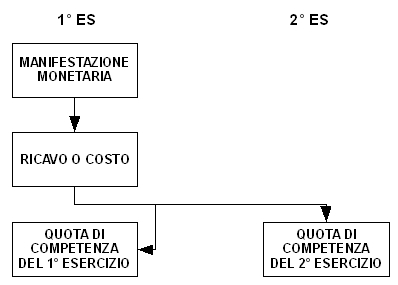 1° ES
2° ES
MANIFESTAZIONE
MONETARIA
RICAVO O COSTO
QUOTA DI
COMPETENZA
DEL 1° ESERCIZIO
QUOTA DI
COMPETENZA
DEL 2° ESERCIZIO